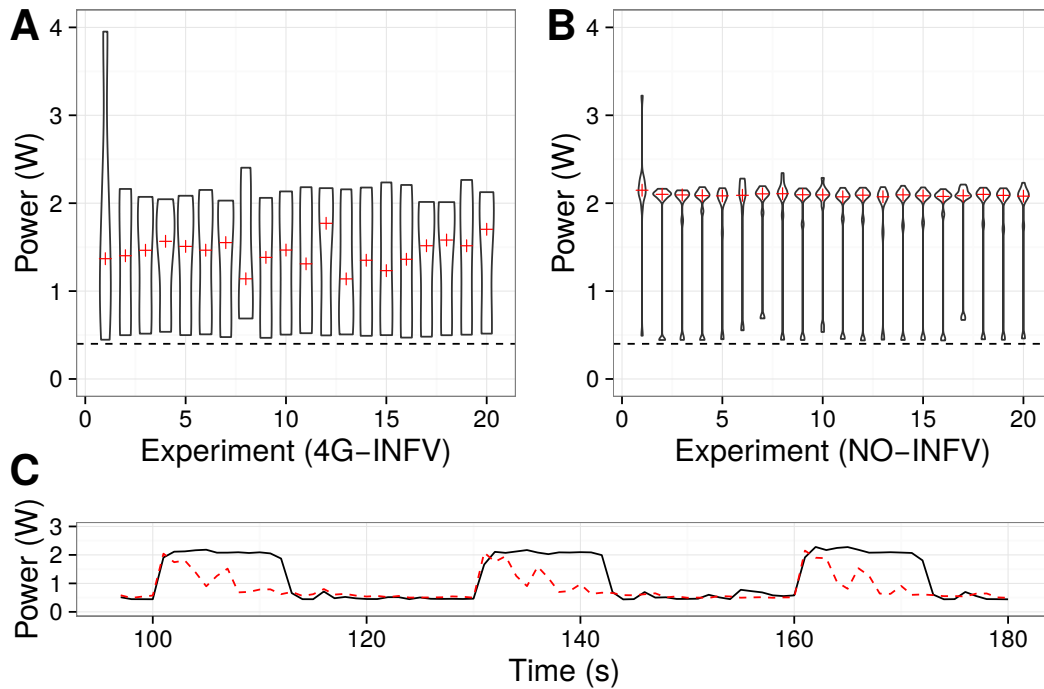 A
B
Power (W)
4
3
2
1
0
0 5 10 15 20
Experiment (4G−INFV)
Power (W)
4
3
2
1
0
0 5 10 15 20
Experiment (NO−INFV)
C
Power (W)
3
2
1
0
100 120 140 160 180
Time (s)